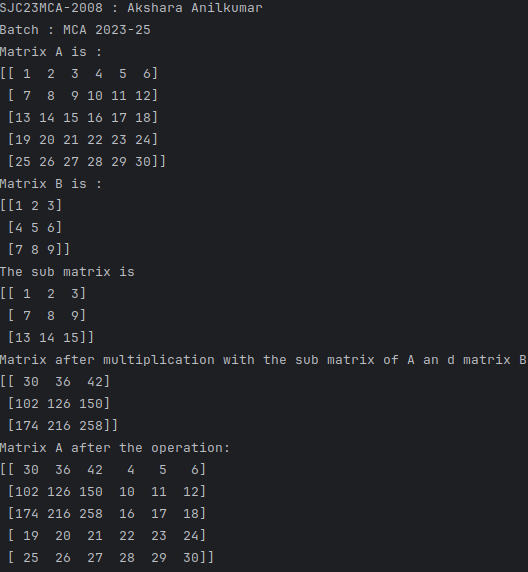 SJC23MCA-2008 : Akshara Anilkumar
Batch : MCA 2023-25
Matrix A is :
[[ 1  2  3  4  5  6]
 [ 7  8  9 10 11 12]
 [13 14 15 16 17 18]
 [19 20 21 22 23 24]
 [25 26 27 28 29 30]]
Matrix B is :
[[1 2 3]
 [4 5 6]
 [7 8 9]]
The sub matrix is
[[ 1  2  3]
 [ 7  8  9]
 [13 14 15]]
Matrix after multiplication with the sub matrix of A an d matrix B
[[ 30  36  42]
 [102 126 150]
 [174 216 258]]
Matrix A after the operation:
[[ 30  36  42   4   5   6]
 [102 126 150  10  11  12]
 [174 216 258  16  17  18]
 [ 19  20  21  22  23  24]
 [ 25  26  27  28  29  30]]